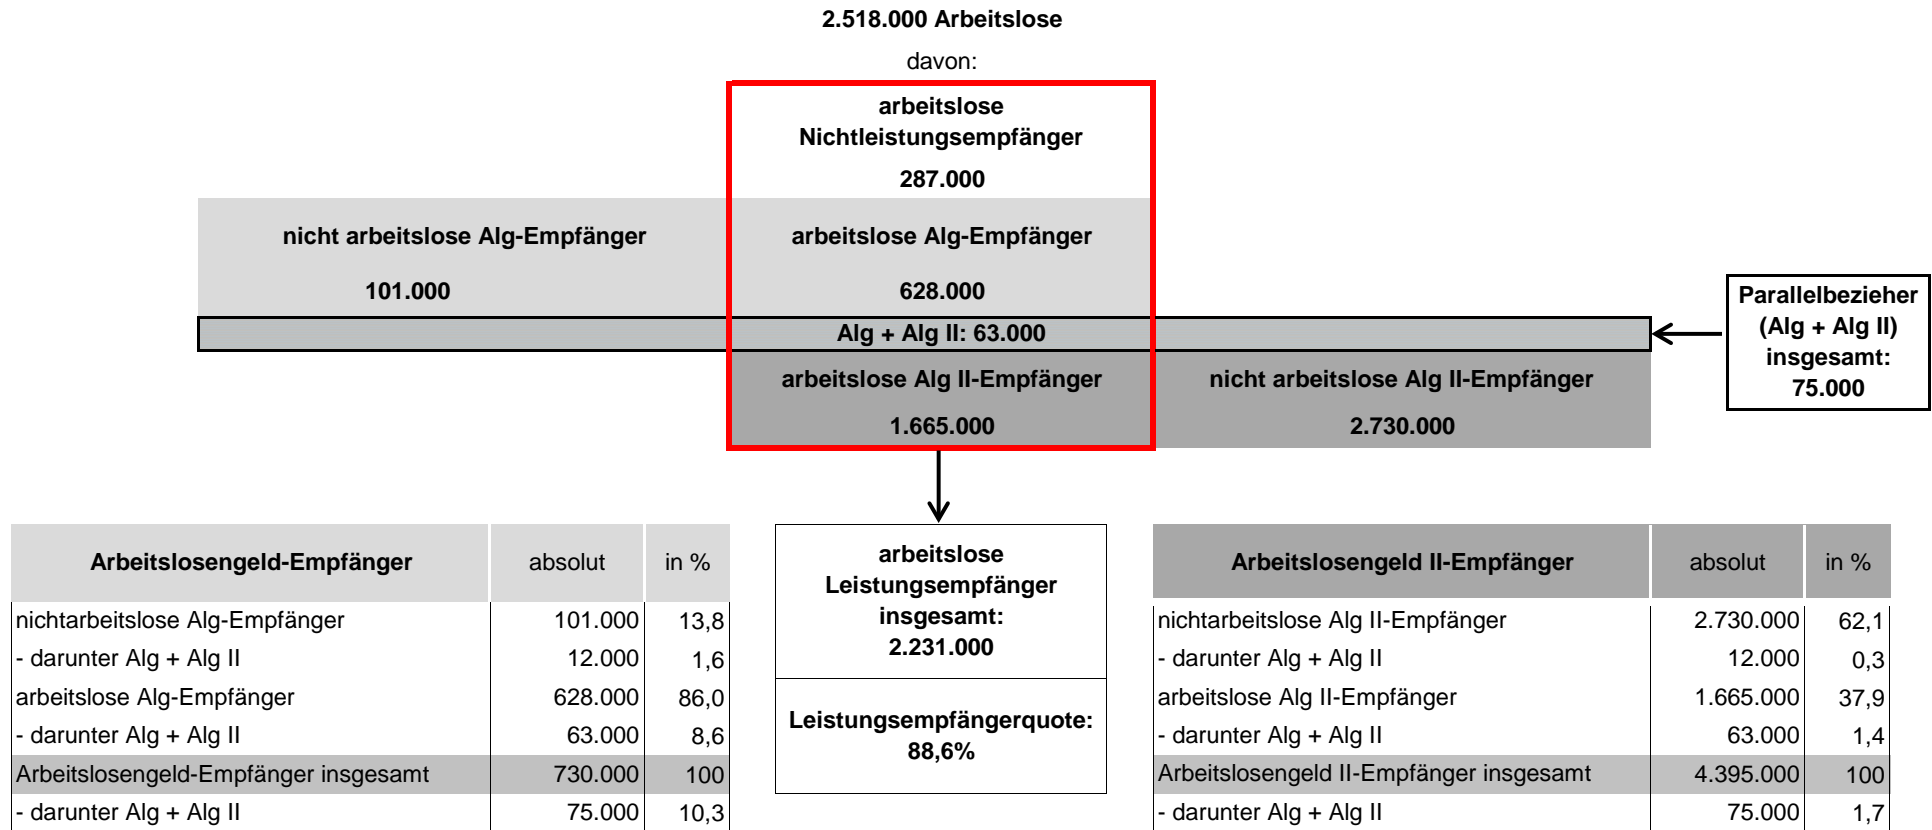 2.518.000 Arbeitslose
davon:
arbeitslose
Nichtleistungsempfänger
287.000
nicht arbeitslose Alg-Empfänger
101.000
arbeitslose Alg-Empfänger
628.000
Alg + Alg II: 63.000
arbeitslose Alg II-Empfänger
1.665.000
nicht arbeitslose Alg II-Empfänger
2.730.000
Parallelbezieher
(Alg + Alg II)
insgesamt:
75.000
Arbeitslosengeld-Empfänger absolut in %
nichtarbeitslose Alg-Empfänger 101.000 13,8
- darunter Alg + Alg II 12.000 1,6
arbeitslose Alg-Empfänger 628.000 86,0
- darunter Alg + Alg II 63.000 8,6
Arbeitslosengeld-Empfänger insgesamt 730.000 100
- darunter Alg + Alg II 75.000 10,3
arbeitslose
Leistungsempfänger
insgesamt:
2.231.000
Leistungsempfängerquote:
88,6%
Arbeitslosengeld II-Empfänger absolut in %
nichtarbeitslose Alg II-Empfänger 2.730.000 62,1
- darunter Alg + Alg II 12.000 0,3
arbeitslose Alg II-Empfänger 1.665.000 37,9
- darunter Alg + Alg II 63.000 1,4
Arbeitslosengeld II-Empfänger insgesamt 4.395.000 100
- darunter Alg + Alg II 75.000 1,7